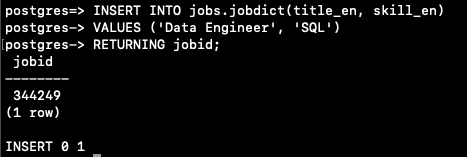 postgres=> INSERT INTO jobs.jobdict(title_en, skill_en)
postgres-> VALUES ('Data Engineer', 'SQL')
postgres-> RETURNING jobid;
jobid
--------
344249
(1 row)
INSERT 0 1